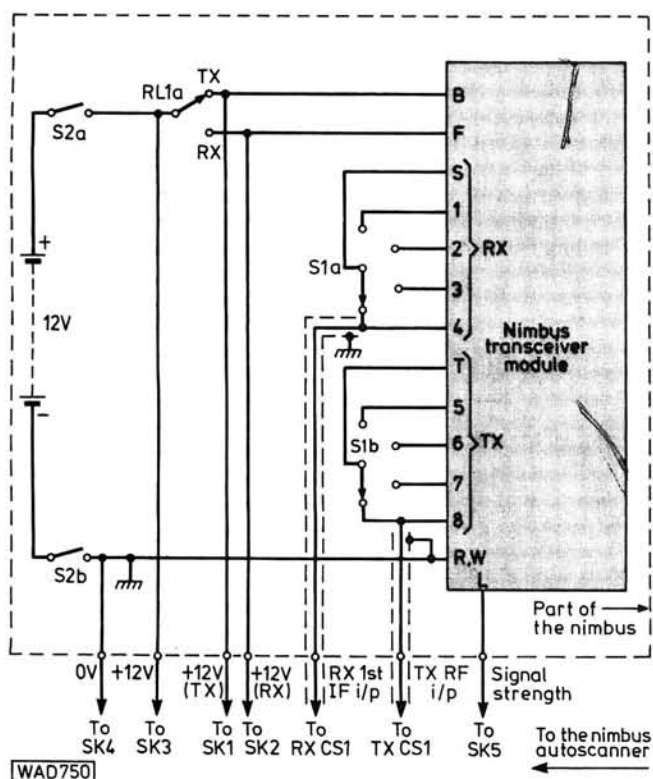 TX
RL1a
B
S2a
F
RX
S
1
2
RX
S1a
3
+
12V
4
Nimbus
transceiver
module
T
5
S1b
6
TX
7
-
8
R,W
S2b
L
Part of
the nimbus
0V
+12V
+12V
(TX)
+12V
(RX)
RX 1st
IF i/p
TX RF
i/p
Signal
strength
To
SK4
To
SK3
To
SK1
To
SK2
To
RX CS1
To
TX CS1
To
SK5
To the nimbus
autoscanner
WAD750